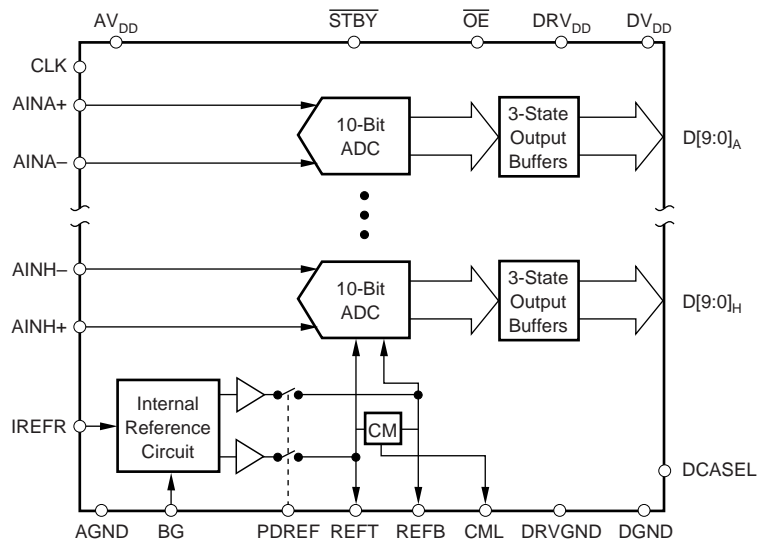 AVDD
STBY
OE
DRVDD
DVDD
CLK
AINA+
AINA–
10-Bit
ADC
3-State
Output
Buffers
D[9:0]A
AINH–
AINH+
10-Bit
ADC
3-State
Output
Buffers
D[9:0]H
IREFR
Internal
Reference
Circuit
CM
DCASEL
AGND
BG
PDREF
REFT
REFB
CML
DRVGND
DGND